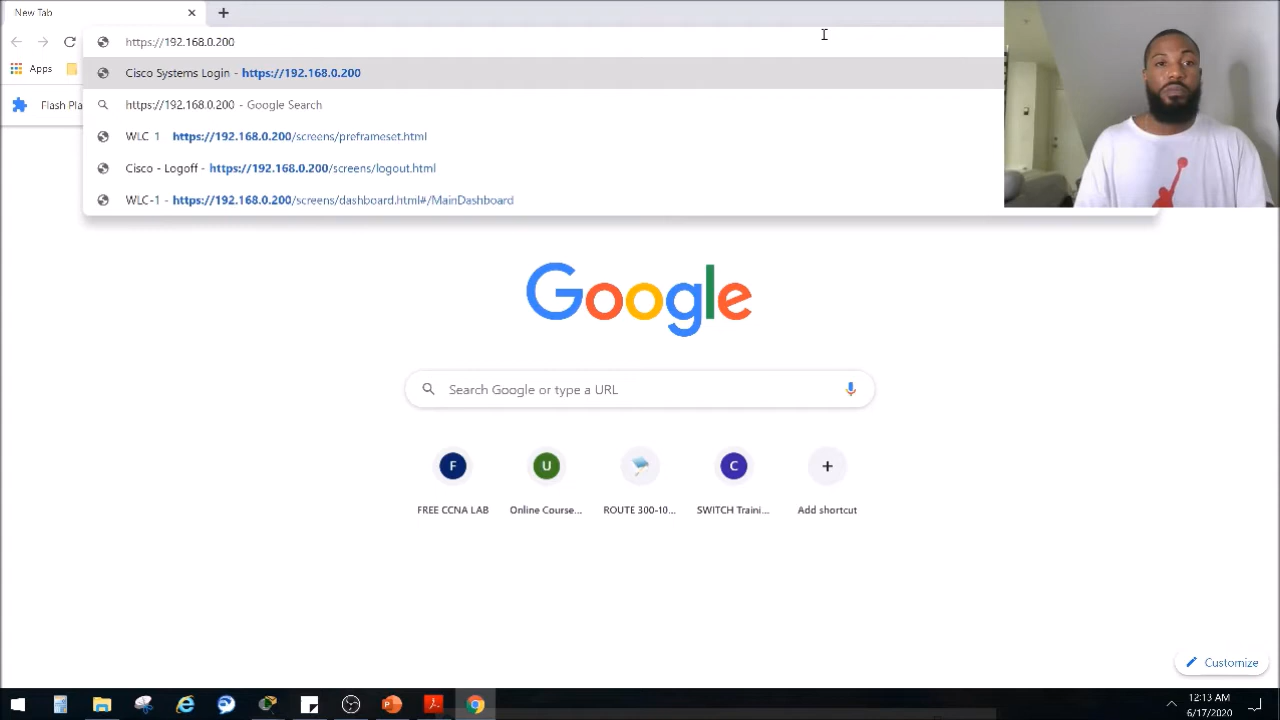 New Tab
https://192.168.0.200
Cisco Systems Login - https://192.168.0.200
https://192.168.0.200 - Google Search
WLC 1 https://192.168.0.200/screens/preframeset.html
Cisco - Logoff - https://192.168.0.200/screens/logout.html
WLC-1 - https://192.168.0.200/screens/dashboard.html#/MainDashboard
Apps
Flash Pla
Google
Search Google or type a URL
F
U
C
FREE CCNA LAB
Online Course...
ROUTE 300-10...
SWITCH Traini...
Add shortcut
Customize
12:13 AM
6/17/2020